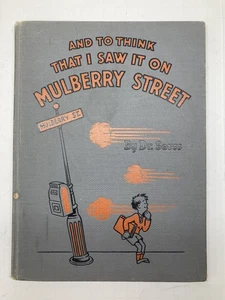 AND TO THINK
THAT I SAW IT ON
MULBERRY STREET
MULBERRY ST.
By Dr. Seuss